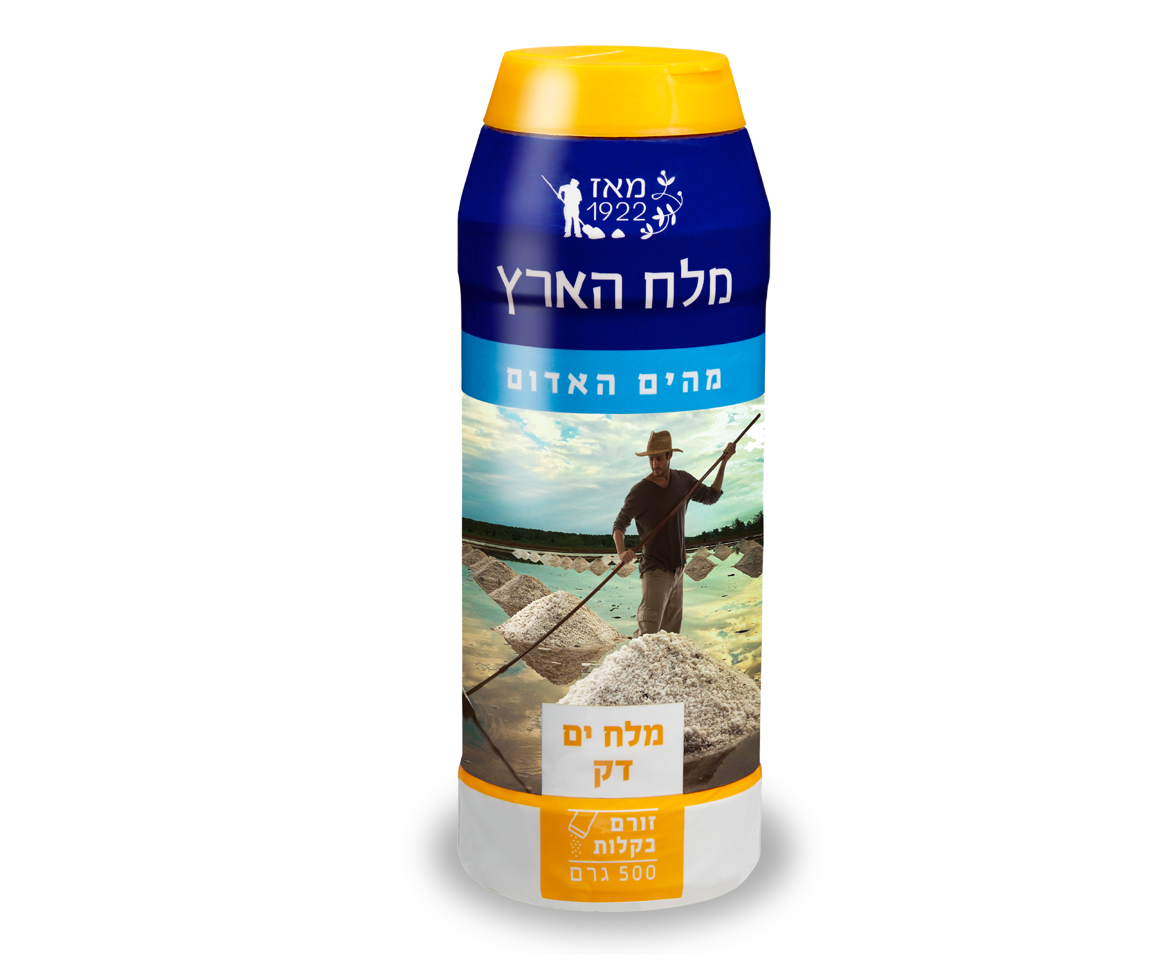 מאז
1922
מלח הארץ
מהים האדום
מלח ים
דק
זורם
בקלות
500 גרם